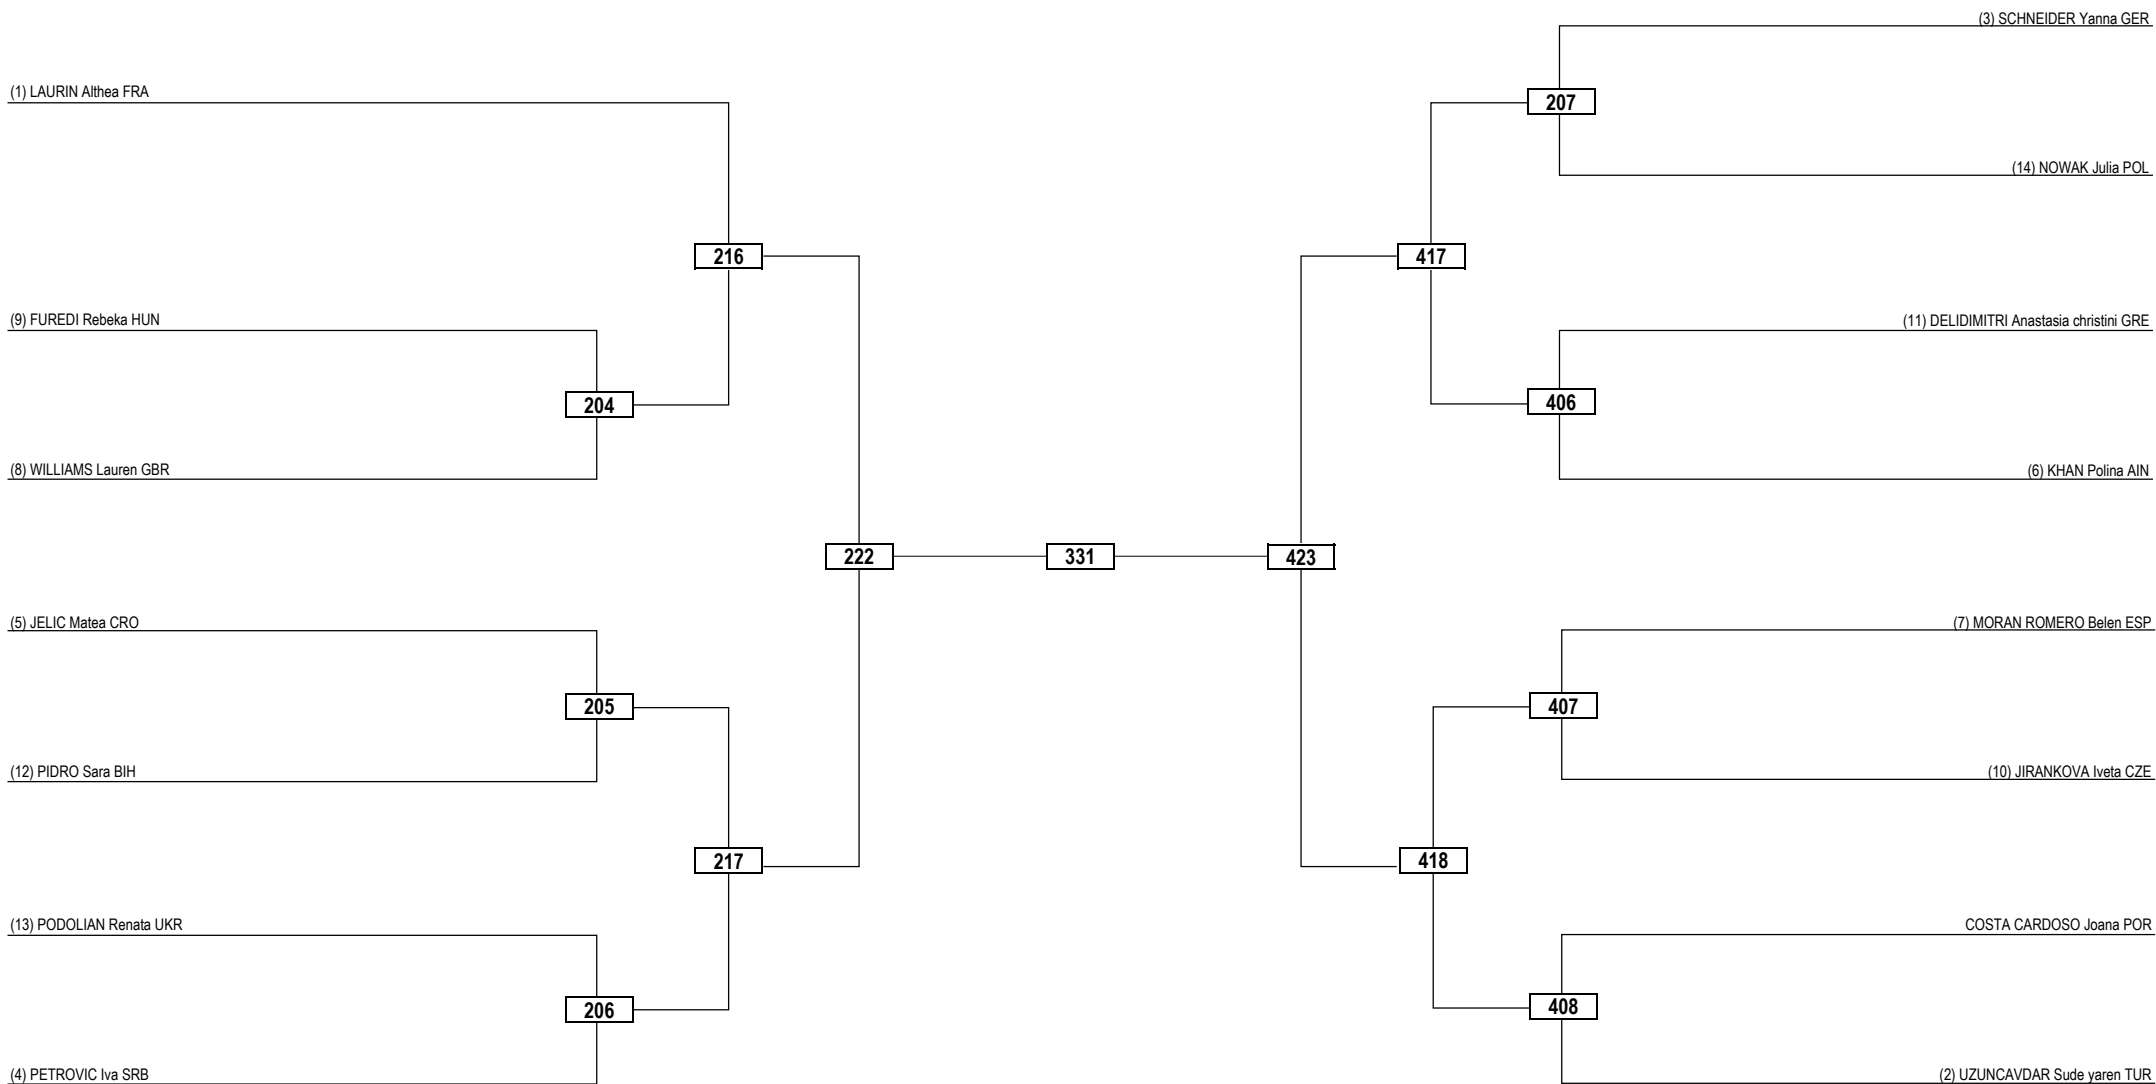 (3) SCHNEIDER Yanna GER
(1) LAURIN Althea FRA
207
(14) NOWAK Julia POL
216
417
(9) FUREDI Rebeka HUN
(11) DELIDIMITRI Anastasia christini GRE
204
406
(8) WILLIAMS Lauren GBR
(6) KHAN Polina AIN
222
331
423
(5) JELIC Matea CRO
(7) MORAN ROMERO Belen ESP
205
407
(12) PIDRO Sara BIH
(10) JIRANKOVA Iveta CZE
217
418
(13) PODOLIAN Renata UKR
COSTA CARDOSO Joana POR
206
408
(4) PETROVIC Iva SRB
(2) UZUNCAVDAR Sude yaren TUR